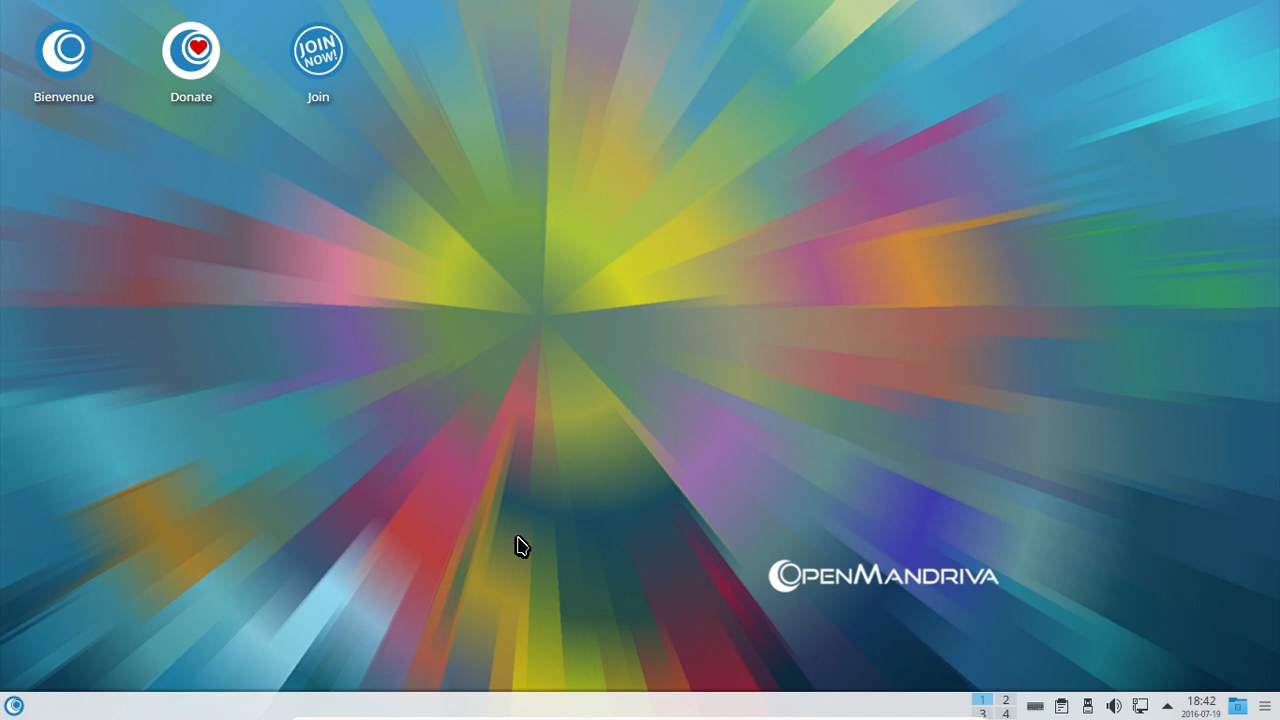 Bienvenue
Donate
JOIN NOW!
Join
OpenMandriva
1 2
3 4
18:42
2016-07-19